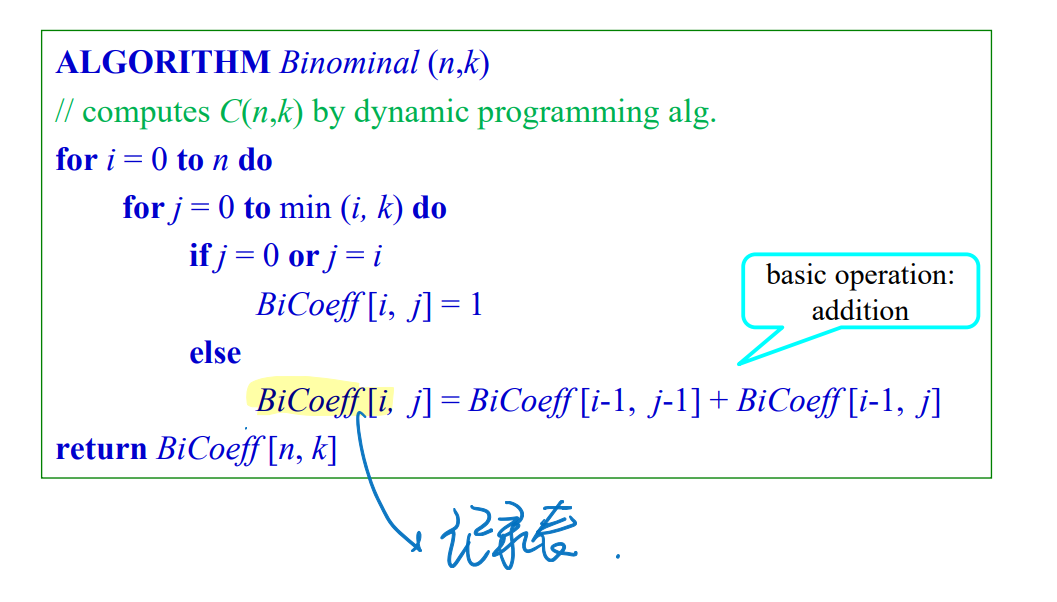 ALGORITHM Binominal (n,k)
// computes C(n,k) by dynamic programming alg.
for i = 0 to n do
for j = 0 to min (i, k) do
if j = 0 or j = i
BiCoeff [i, j] = 1
else
basic operation:
addition
BiCoeff [i, j] = BiCoeff [i-1, j-1] + BiCoeff [i-1, j]
return BiCoeff [n, k]
记录表.